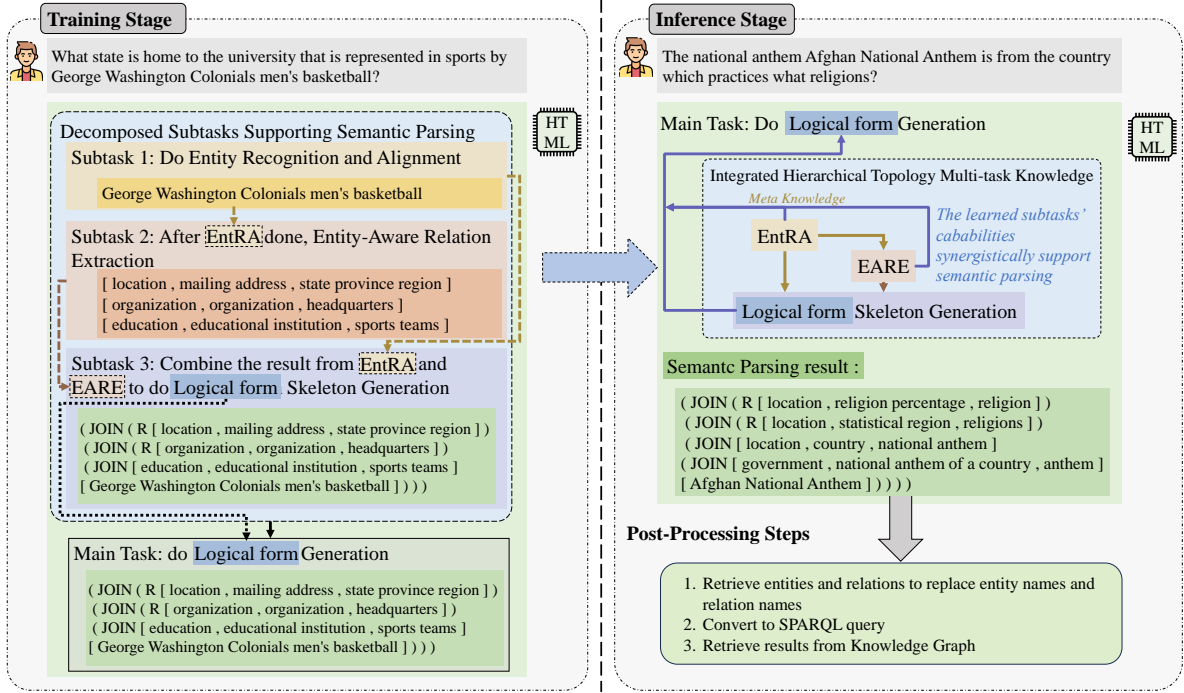 Training Stage
What state is home to the university that is represented in sports by
George Washington Colonials men's basketball?
HT
ML
Decomposed Subtasks Supporting Semantic Parsing
Subtask 1: Do Entity Recognition and Alignment
George Washington Colonials men's basketball
Subtask 2: After EntRA done, Entity-Aware Relation
Extraction
[ location , mailing address , state province region ]
[ organization , organization , headquarters ]
[ education , educational institution , sports teams ]
Subtask 3: Combine the result from EntRA and
EARE to do Logical form Skeleton Generation
( JOIN ( R [ location , mailing address , state province region ] )
( JOIN ( R [ organization , organization , headquarters ] )
( JOIN [ education , educational institution , sports teams ]
[ George Washington Colonials men's basketball ] ) ) )
Main Task: do Logical form Generation
( JOIN ( R [ location , mailing address , state province region ] )
( JOIN ( R [ organization , organization , headquarters ] )
( JOIN [ education , educational institution , sports teams ]
[ George Washington Colonials men's basketball ] ) ) )
Inference Stage
The national anthem Afghan National Anthem is from the country
which practices what religions?
HT
ML
Main Task: Do Logical form Generation
Integrated Hierarchical Topology Multi-task Knowledge
Meta Knowledge
EntRA
EARE
The learned subtasks'
cababilities
synergistically support
semantic parsing
Logical form Skeleton Generation
Semantc Parsing result :
( JOIN ( R [ location , religion percentage , religion ] )
( JOIN ( R [ location , statistical region , religions ] )
( JOIN [ location , country , national anthem ]
( JOIN [ government , national anthem of a country , anthem ]
[ Afghan National Anthem ] ) ) ) )
Post-Processing Steps
1. Retrieve entities and relations to replace entity names and
relation names
2. Convert to SPARQL query
3. Retrieve results from Knowledge Graph